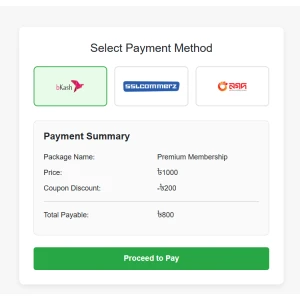 Select Payment Method
bKash
SSLCOMMERZ
নগদ
Payment Summary
Package Name: Premium Membership
Price: ৳1000
Coupon Discount: -৳200
Total Payable: ৳800
Proceed to Pay